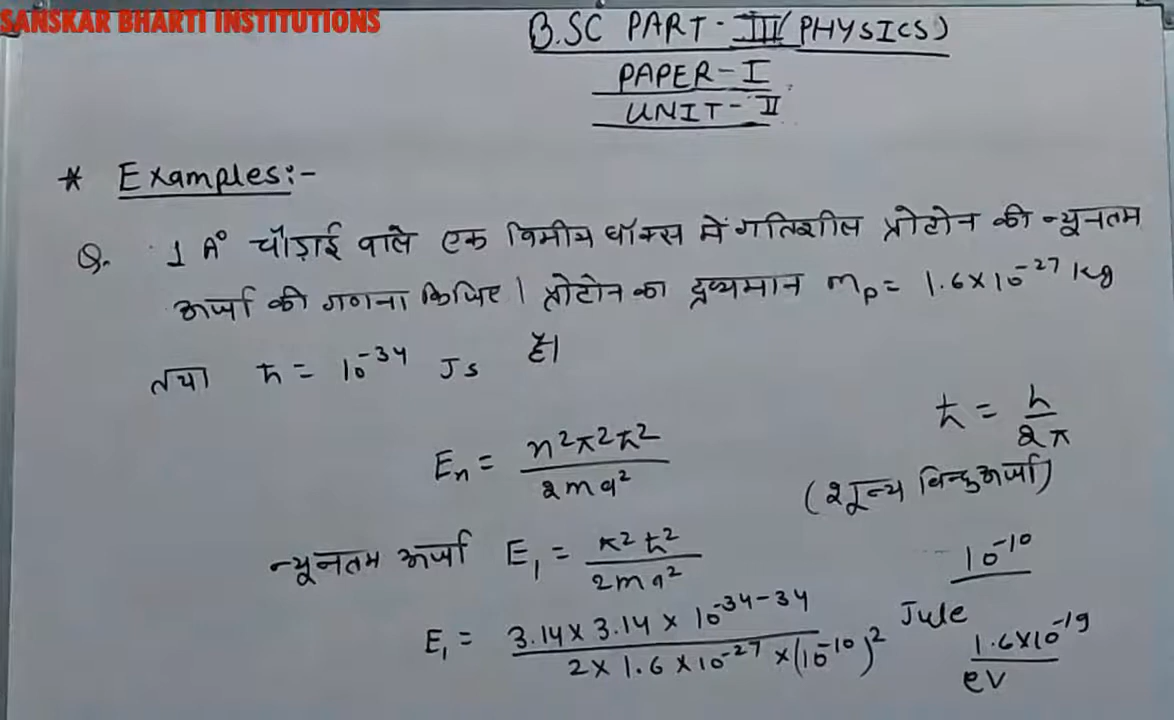 SANSKAR BHARTI INSTITUTIONS
B.SC PART-III (PHYSICS)
PAPER-I
UNIT-II
* Examples:-
Q. 1 A° चौड़ाई वाले एक विमीय बॉक्स में गतिशील प्रोटोन की न्यूनतम
ऊर्जा की गणना किजिए। प्रोटोन का द्रव्यमान mₚ = 1.6×10⁻²⁷ kg
तथा ħ = 10⁻³⁴ Js है।
ħ = h/2π
Eₙ = n²π²ħ²/2ma²
(शून्य बिन्दु ऊर्जा)
न्यूनतम ऊर्जा E₁ = π²ħ²/2ma²
10⁻¹⁰
E₁ = 3.14×3.14×10⁻³⁴⁻³⁴/2×1.6×10⁻²⁷×(10⁻¹⁰)² Jule
1.6×10⁻¹⁹
eV